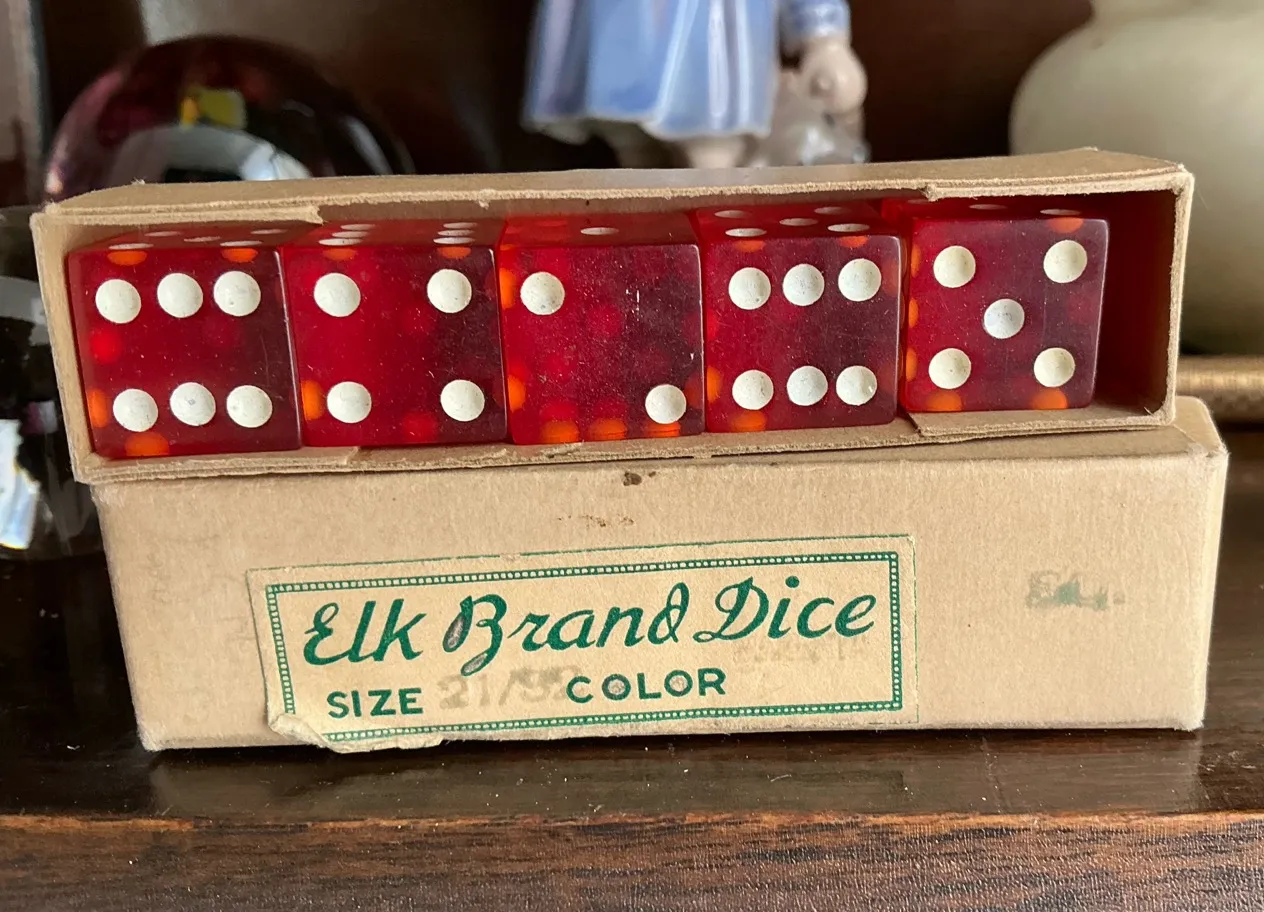 Elk Brand Dice
SIZE 21/32 COLOR